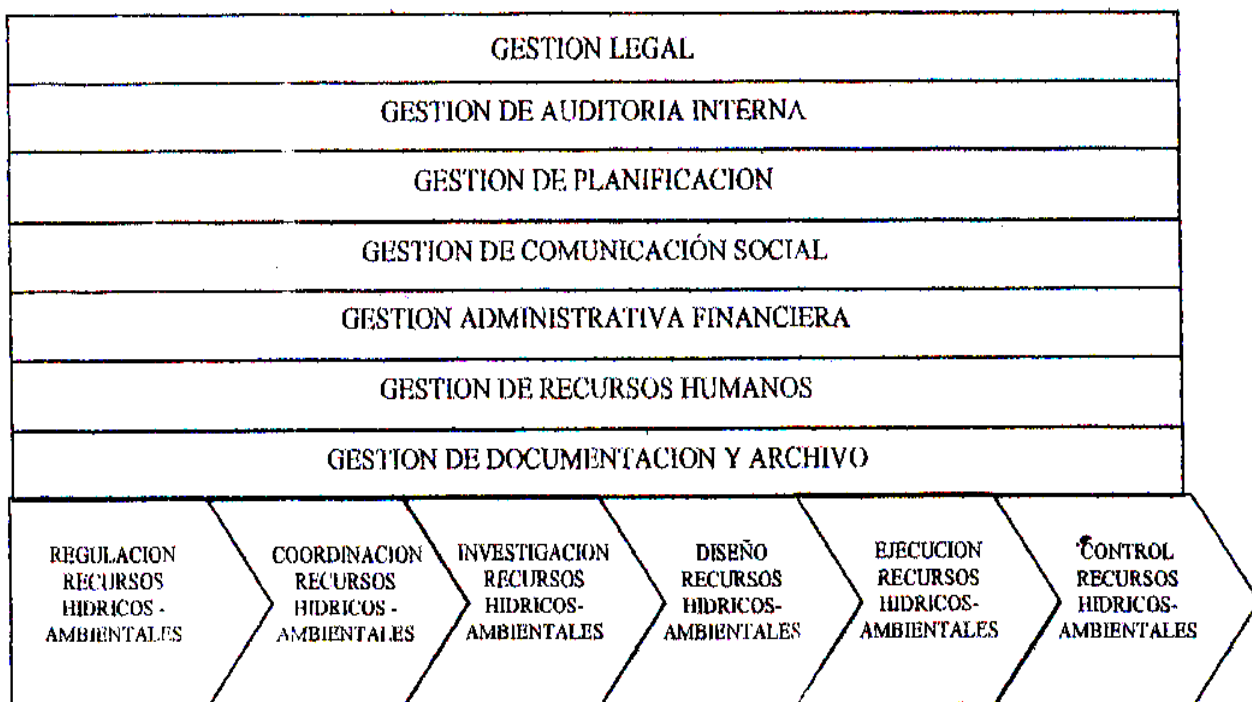 GESTION LEGAL
GESTION DE AUDITORIA INTERNA
GESTION DE PLANIFICACION
GESTION DE COMUNICACIÓN SOCIAL
GESTION ADMINISTRATIVA FINANCIERA
GESTION DE RECURSOS HUMANOS
GESTION DE DOCUMENTACION Y ARCHIVO
REGULACION
RECURSOS
HIDRICOS -
AMBIENTALES
COORDINACION
RECURSOS
HIDRICOS -
AMBIENTALES
INVESTIGACION
RECURSOS
HIDRICOS-
AMBIENTALES
DISEÑO
RECURSOS
HIDRICOS-
AMBIENTALES
EJECUCION
RECURSOS
HIDRICOS-
AMBIENTALES
CONTROL
RECURSOS
HIDRICOS-
AMBIENTALES